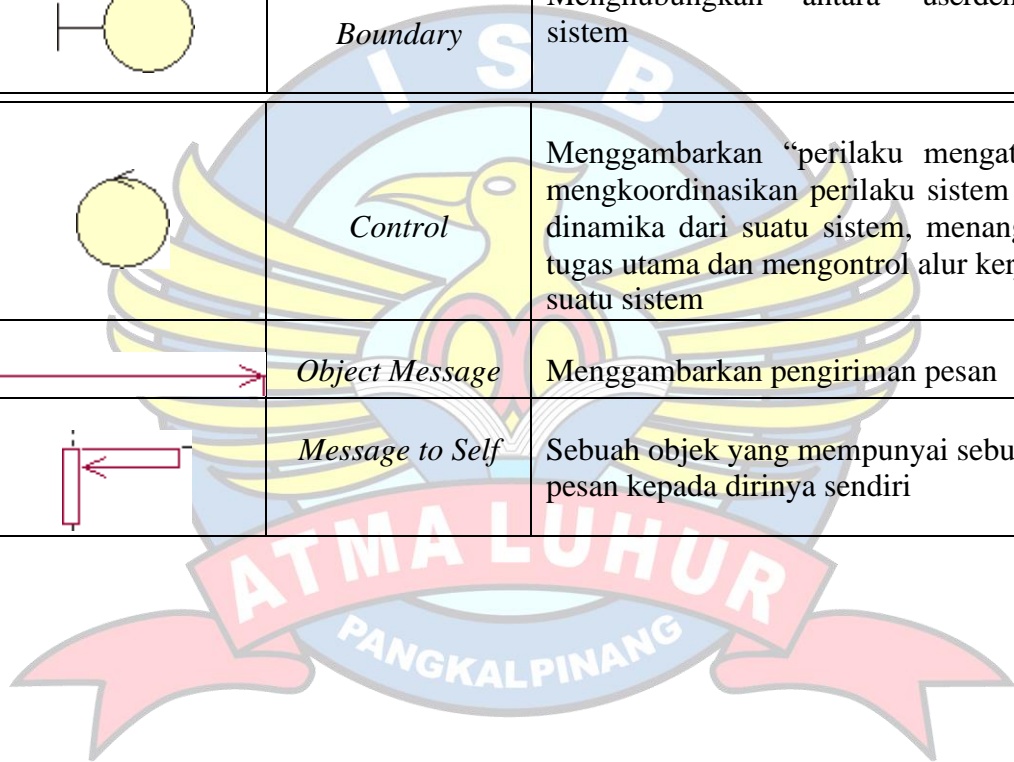 Boundary
sistem
Control
Menggambarkan “perilaku
mengkoordinasikan perilaku sistem
dinamika dari suatu sistem,
tugas utama dan mengontrol alur
suatu sistem
Object Message
Menggambarkan pengiriman pesan
Message to Self
Sebuah objek yang mempunyai
pesan kepada dirinya sendiri
I S B
ATMA LUHUR
PANGKALPINANG